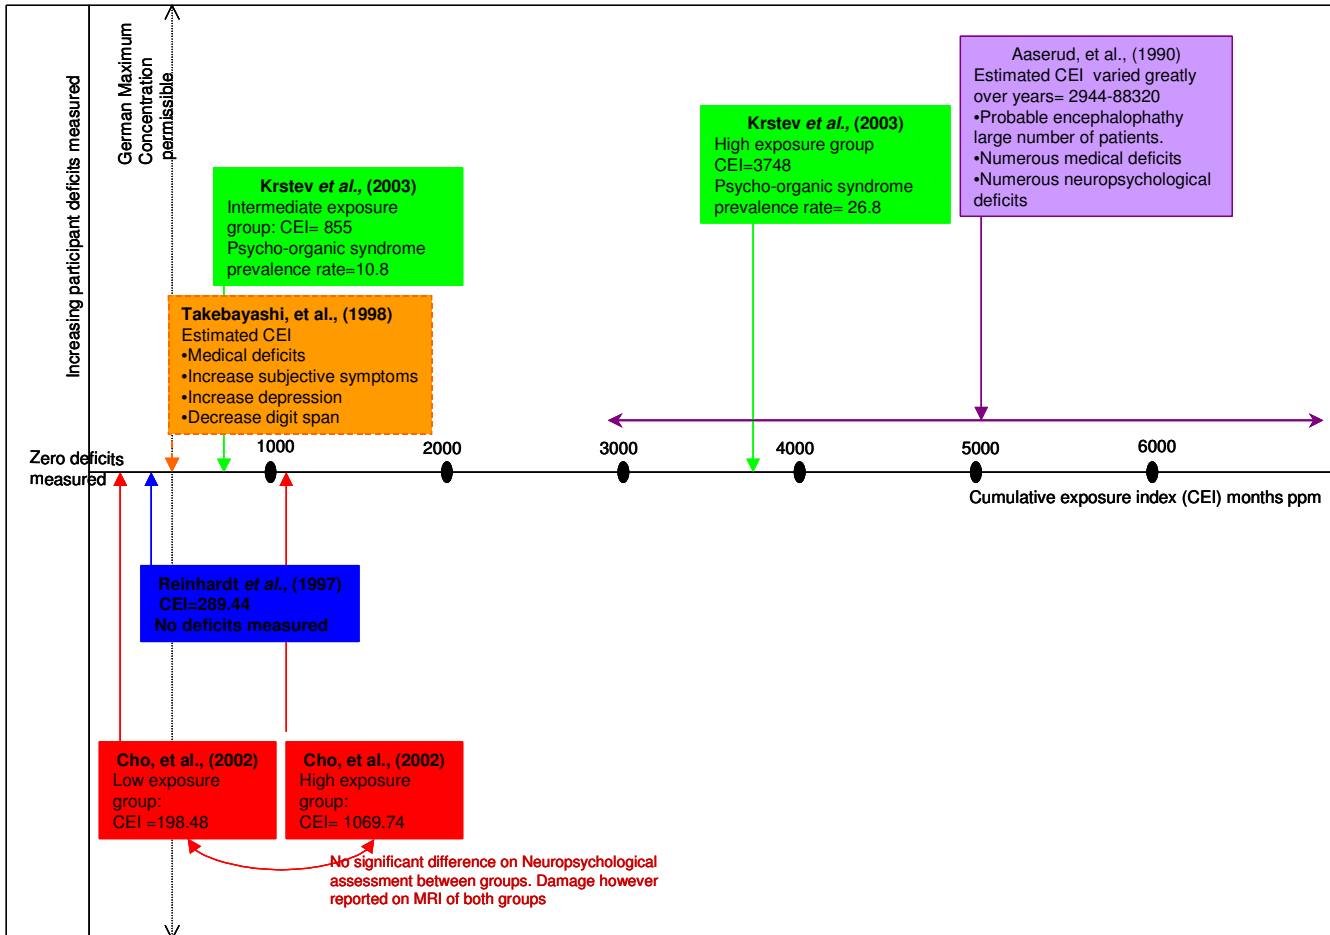 Increasing participant deficits measured
German Maximum
Concentration
permissible
Krstev et al., (2003)
Intermediate exposure
group: CEI= 855
Psycho-organic syndrome
prevalence rate=10.8
Krstev et al., (2003)
High exposure group
CEI=3748
Psycho-organic syndrome
prevalence rate= 26.8
Aaserud, et al., (1990)
Estimated CEI varied greatly
over years= 2944-88320
•Probable encephalophathy
large number of patients.
•Numerous medical deficits
•Numerous neuropsychological
deficits
Takebayashi, et al., (1998)
Estimated CEI
•Medical deficits
•Increase subjective symptoms
•Increase depression
•Decrease digit span
Zero deficits
measured
1000
2000
3000
4000
5000
6000
Cumulative exposure index (CEI) months ppm
Reinhardt et al., (1997)
CEI=289.44
No deficits measured
Cho, et al., (2002)
Low exposure
group:
CEI =198.48
Cho, et al., (2002)
High exposure
group:
CEI= 1069.74
No significant difference on Neuropsychological
assessment between groups. Damage however
reported on MRI of both groups